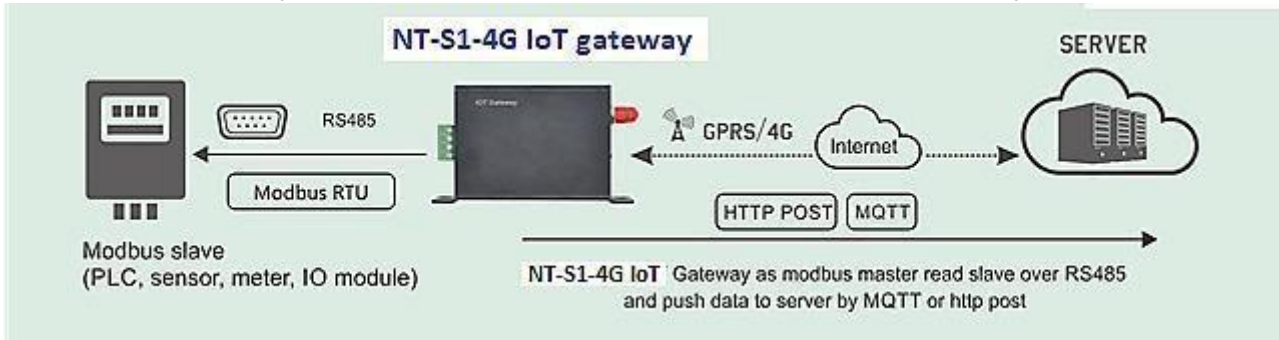 NT-S1-4G IoT gateway
SERVER
IOT Gateway
RS485
GPRS/4G
Internet
Modbus RTU
HTTP POST
MQTT
Modbus slave
(PLC, sensor, meter, IO module)
NT-S1-4G IoT Gateway as modbus master read slave over RS485
and push data to server by MQTT or http post